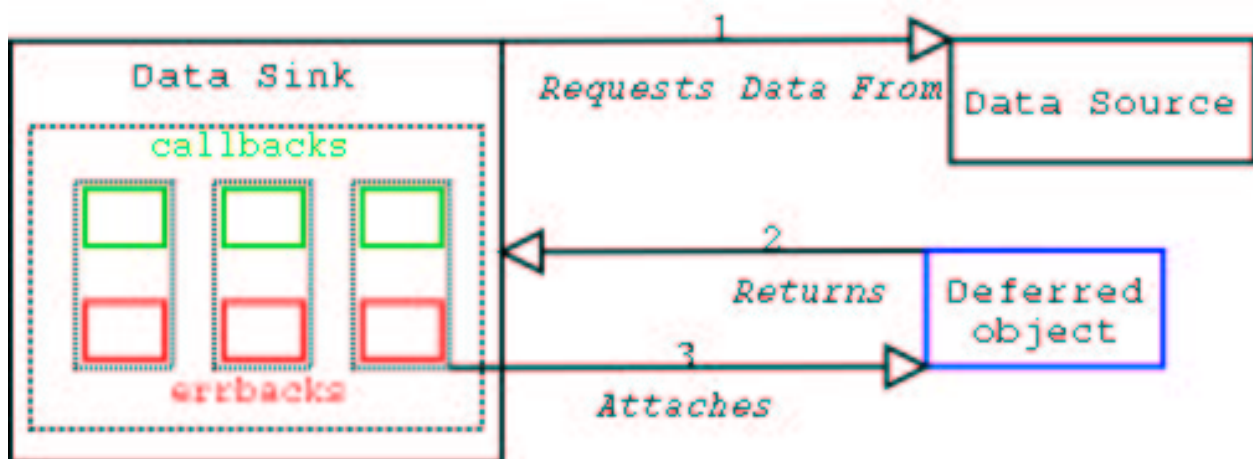 1
Data Sink
Requests Data From
Data Source
callbacks
2
Returns
Deferred
object
3
errbacks
Attaches